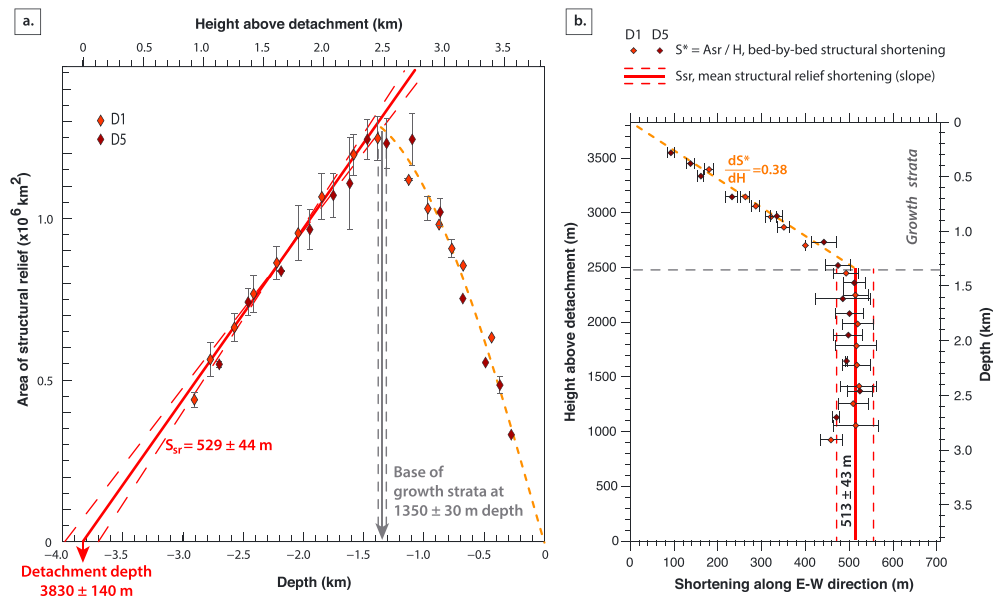 a.
Height above detachment (km)
0 0.5 1.0 1.5 2.0 2.5 3.0 3.5
D1
D5
Area of structural relief (x10⁶ km²)
1.0
0.5
0
Ssr = 529 ± 44 m
Base of
growth strata at
1350 ± 30 m depth
−4.0 −3.5 −3.0 −2.5 −2.0 −1.5 −1.0 −0.5 0
Detachment depth
3830 ± 140 m
Depth (km)
b.
D1 D5
S* = Asr / H, bed-by-bed structural shortening
Ssr, mean structural relief shortening (slope)
Height above detachment (m)
3500
3000
2500
2000
1500
1000
500
0
dS*
dH
=0.38
Growth strata
513 ± 43 m
0
0.5
1.0
1.5
2.0
2.5
3.0
3.5
Depth (km)
0 100 200 300 400 500 600 700
Shortening along E-W direction (m)